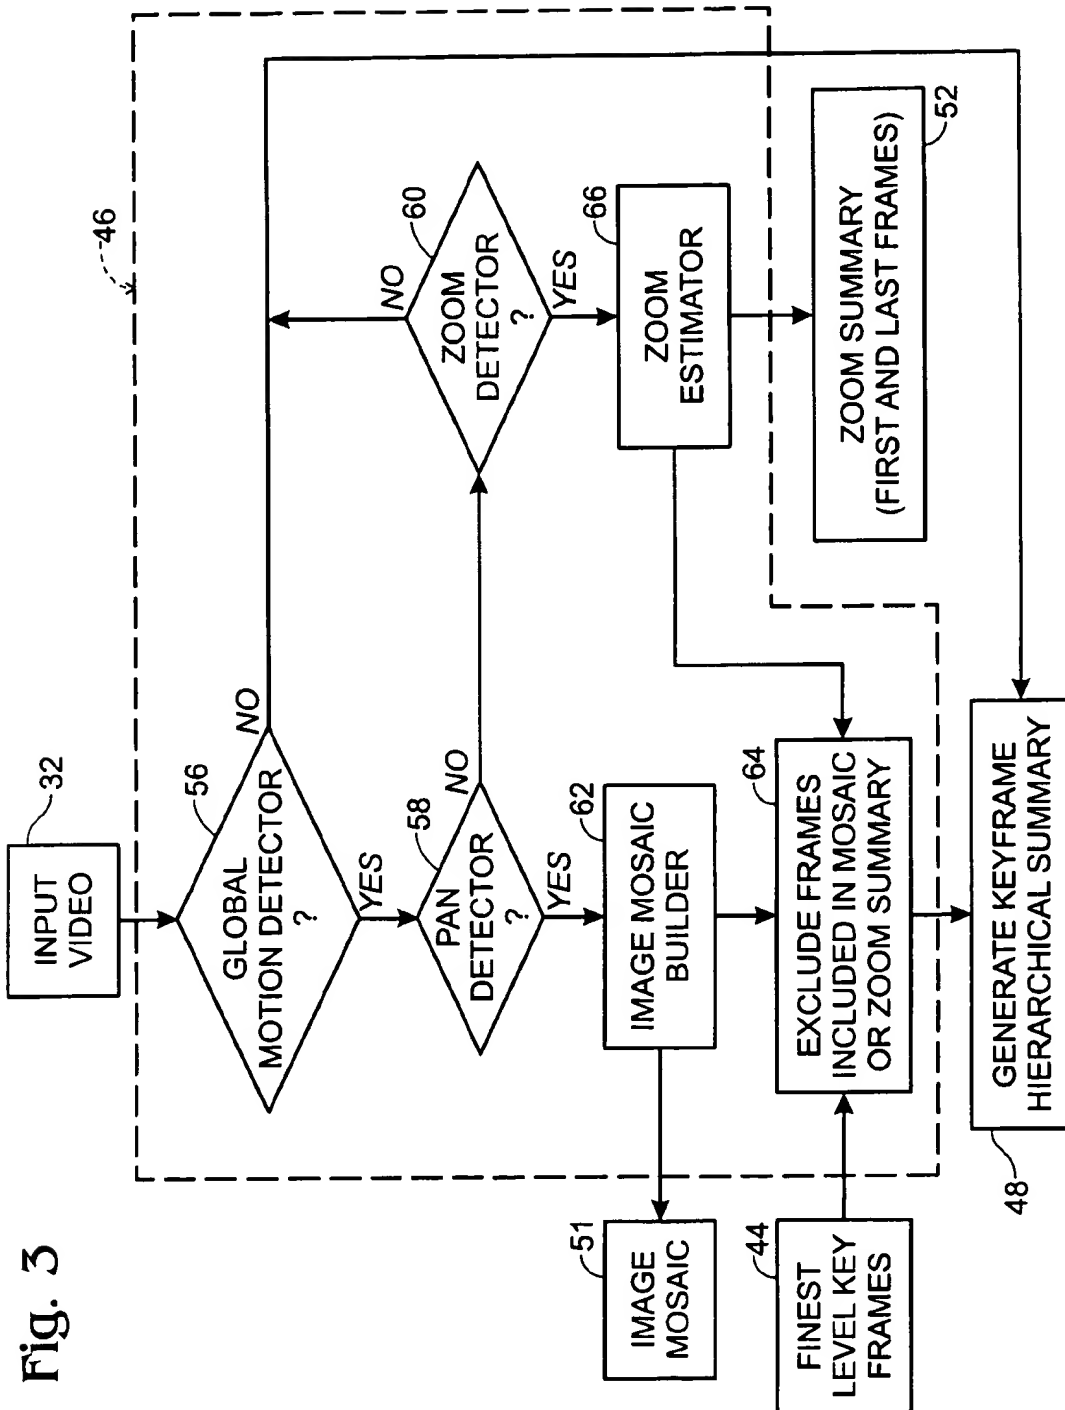 Fig. 3
INPUT
VIDEO
32
46
GLOBAL
MOTION DETECTOR
?
56
NO
YES
PAN
DETECTOR
?
58
NO
YES
ZOOM
DETECTOR
?
60
NO
YES
IMAGE MOSAIC
BUILDER
62
ZOOM
ESTIMATOR
66
IMAGE
MOSAIC
51
FINEST
LEVEL KEY
FRAMES
44
EXCLUDE FRAMES
INCLUDED IN MOSAIC
OR ZOOM SUMMARY
64
ZOOM SUMMARY
(FIRST AND LAST FRAMES)
52
GENERATE KEYFRAME
HIERARCHICAL SUMMARY
48